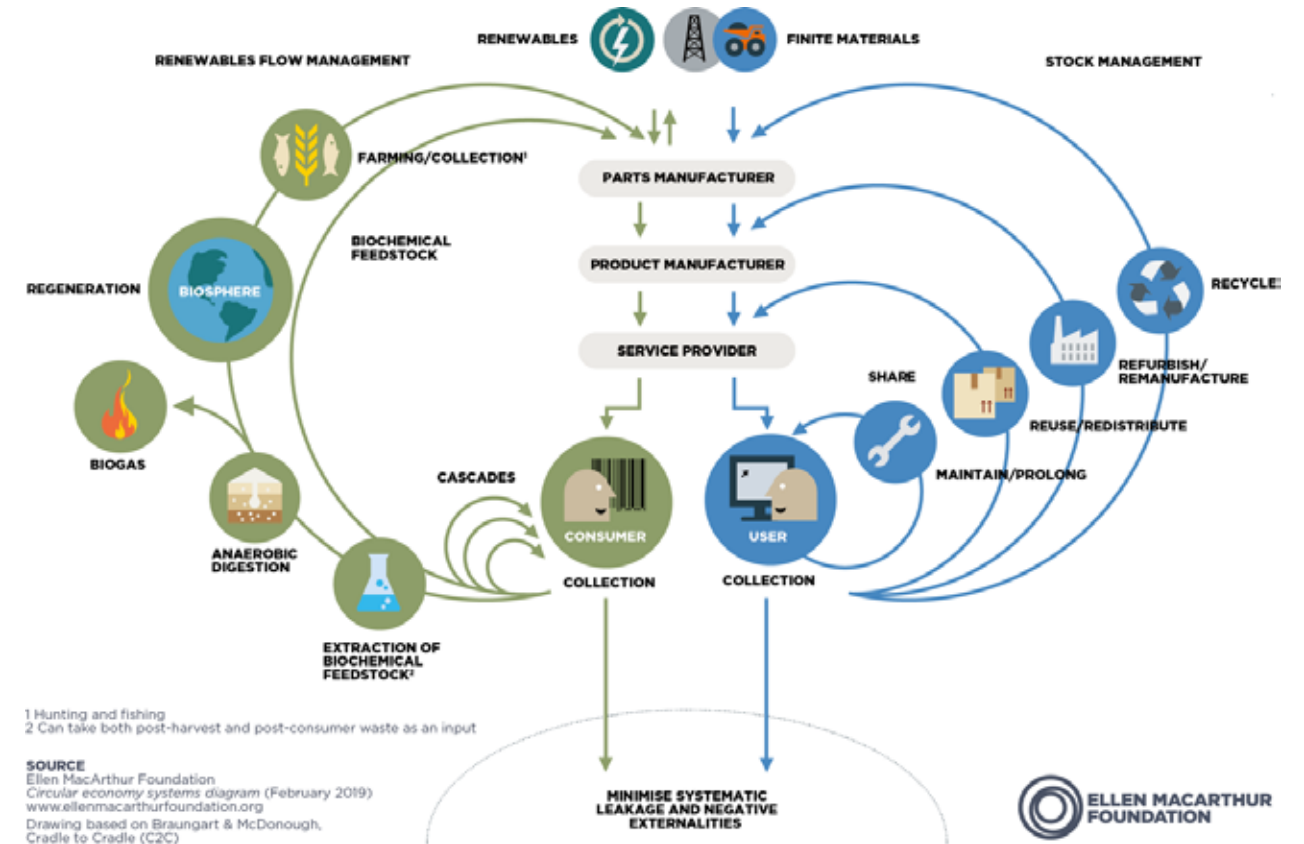 RENEWABLES
FINITE MATERIALS
RENEWABLES FLOW MANAGEMENT
STOCK MANAGEMENT
FARMING/COLLECTION¹
PARTS MANUFACTURER
BIOCHEMICAL
FEEDSTOCK
PRODUCT MANUFACTURER
REGENERATION
BIOSPHERE
RECYCLE
SERVICE PROVIDER
REFURBISH/
REMANUFACTURE
SHARE
REUSE/REDISTRIBUTE
BIOGAS
CASCADES
MAINTAIN/PROLONG
CONSUMER
USER
ANAEROBIC
DIGESTION
COLLECTION
COLLECTION
EXTRACTION OF
BIOCHEMICAL
FEEDSTOCK²
1 Hunting and fishing
2 Can take both post-harvest and post-consumer waste as an input
SOURCE
Ellen MacArthur Foundation
Circular economy systems diagram (February 2019)
www.ellenmacarthurfoundation.org
Drawing based on Braungart & McDonough,
Cradle to Cradle (C2C)
MINIMISE SYSTEMATIC
LEAKAGE AND NEGATIVE
EXTERNALITIES
ELLEN MACARTHUR
FOUNDATION